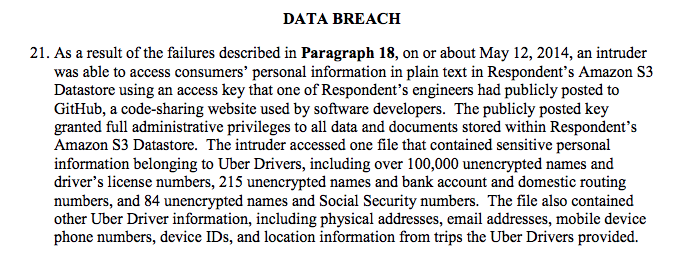 DATA BREACH
21. As a result of the failures described in Paragraph 18, on or about May 12, 2014, an intruder
was able to access consumers’ personal information in plain text in Respondent’s Amazon S3
Datastore using an access key that one of Respondent’s engineers had publicly posted to
GitHub, a code-sharing website used by software developers.  The publicly posted key
granted full administrative privileges to all data and documents stored within Respondent’s
Amazon S3 Datastore.  The intruder accessed one file that contained sensitive personal
information belonging to Uber Drivers, including over 100,000 unencrypted names and
driver’s license numbers, 215 unencrypted names and bank account and domestic routing
numbers, and 84 unencrypted names and Social Security numbers.  The file also contained
other Uber Driver information, including physical addresses, email addresses, mobile device
phone numbers, device IDs, and location information from trips the Uber Drivers provided.